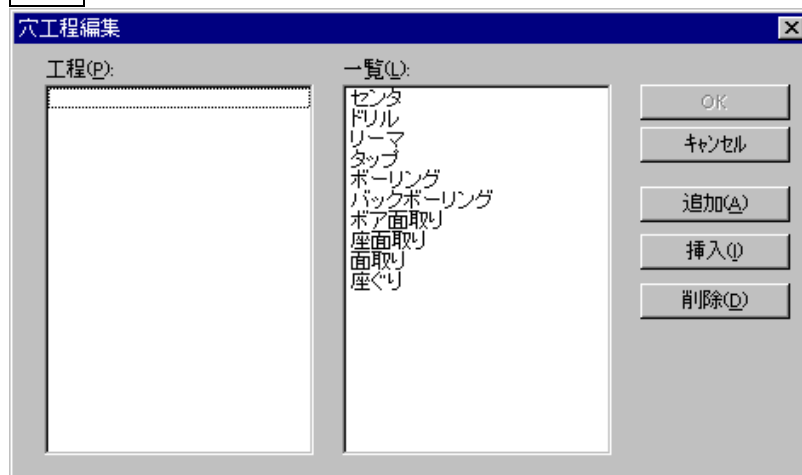 穴工程編集
工程(P):
一覧(L):
センタ
ドリル
リーマ
タップ
ボーリング
バックボーリング
ボア面取り
座面取り
面取り
座ぐり
OK
キャンセル
追加(A)
挿入(I)
削除(D)